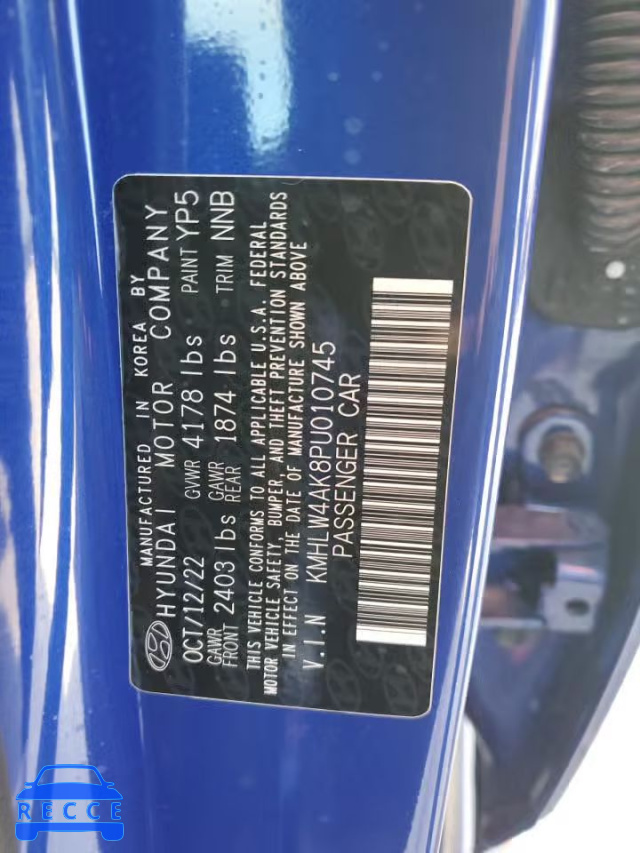 MANUFACTURED IN KOREA BY
HYUNDAI MOTOR COMPANY
OCT/12/22 GVWR 4178 lbs PAINT YP5
GAWR FRONT 2403 lbs GAWR REAR 1874 lbs TRIM NNB
THIS VEHICLE CONFORMS TO ALL APPLICABLE U.S.A. FEDERAL
MOTOR VEHICLE SAFETY, BUMPER, AND THEFT PREVENTION STANDARDS
IN EFFECT ON THE DATE OF MANUFACTURE SHOWN ABOVE
V.I.N KMHLW4AK8PU010745
PASSENGER CAR
RECCE